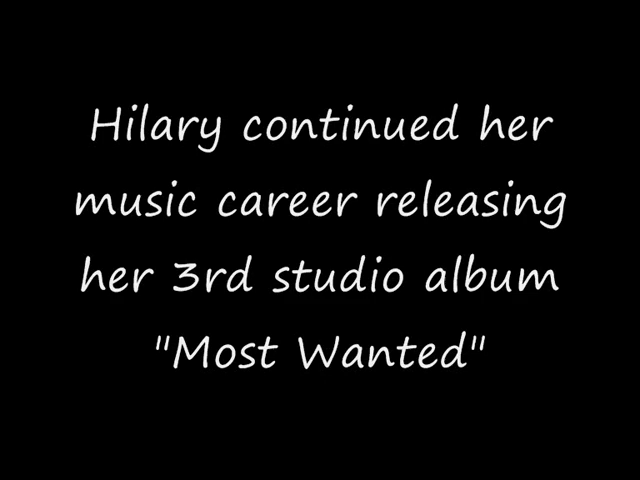 Hilary continued her
music career releasing
her 3rd studio album
"Most Wanted"